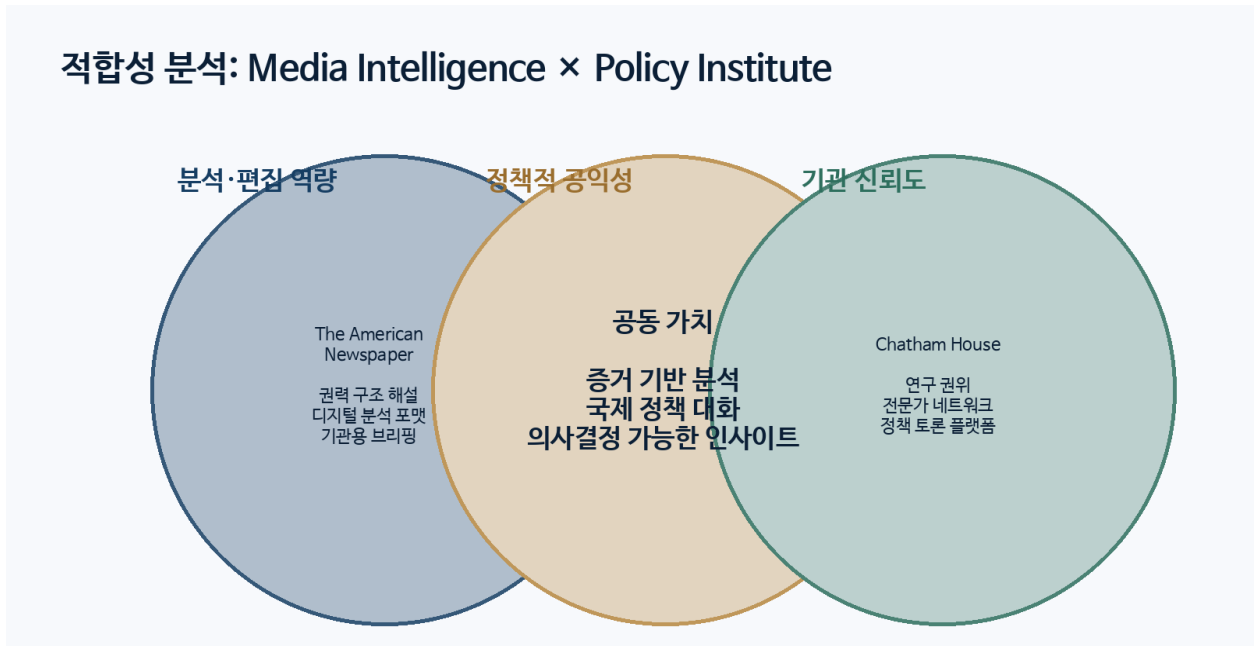 적합성 분석: Media Intelligence × Policy Institute
분석·편집 역량
정책적 공익성
기관 신뢰도
The American
Newspaper
권력 구조 해설
디지털 분석 포맷
기관용 브리핑
공동 가치
증거 기반 분석
국제 정책 대화
의사결정 가능한 인사이트
Chatham House
연구 권위
전문가 네트워크
정책 토론 플랫폼